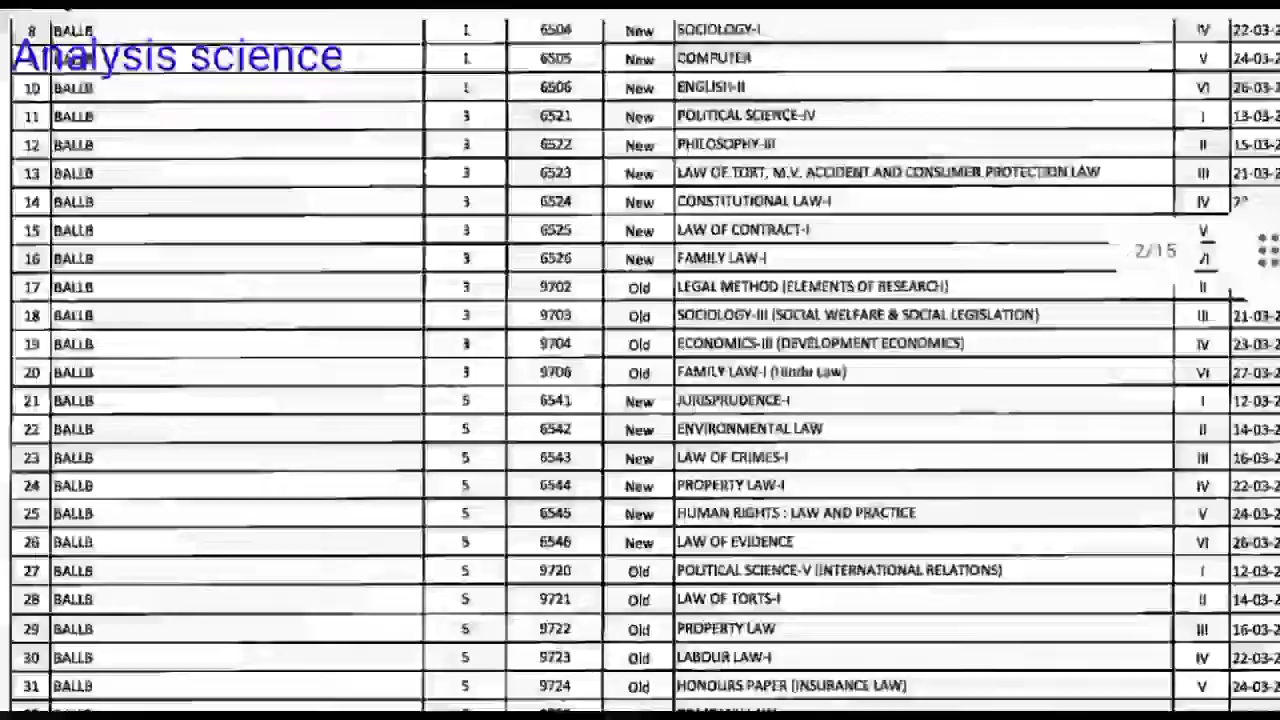 8 BALLB 1 6504 New SOCIOLOGY-I IV 22-03-2
Analysis science
BALLB 1 6505 New COMPUTER V 24-03-2
10 BALLB 1 6506 New ENGLISH-II VI 26-03-2
11 BALLB 3 6521 New POLITICAL SCIENCE-IV I 13-03-2
12 BALLB 3 6522 New PHILOSOPHY-III II 15-03-2
13 BALLB 3 6523 New LAW OF TORT, M.V. ACCIDENT AND CONSUMER PROTECTION LAW III 21-03-2
14 BALLB 3 6524 New CONSTITUTIONAL LAW-I IV
15 BALLB 3 6525 New LAW OF CONTRACT-I V
2/15
16 BALLB 3 6526 New FAMILY LAW-I
17 BALLB 3 9702 Old LEGAL METHOD (ELEMENTS OF RESEARCH) II
18 BALLB 3 9703 Old SOCIOLOGY-III (SOCIAL WELFARE & SOCIAL LEGISLATION) III 21-03-2
19 BALLB 3 9704 Old ECONOMICS-III (DEVELOPMENT ECONOMICS) IV 23-03-2
20 BALLB 3 9706 Old FAMILY LAW-I (Hindu Law) VI 27-03-2
21 BALLB 5 6541 New JURISPRUDENCE-I I 12-03-2
22 BALLB 5 6542 New ENVIRONMENTAL LAW II 14-03-2
23 BALLB 5 6543 New LAW OF CRIMES-I III 16-03-2
24 BALLB 5 6544 New PROPERTY LAW-I IV 22-03-2
25 BALLB 5 6545 New HUMAN RIGHTS : LAW AND PRACTICE V 24-03-2
26 BALLB 5 6546 New LAW OF EVIDENCE VI 26-03-2
27 BALLB 5 9720 Old POLITICAL SCIENCE-V (INTERNATIONAL RELATIONS) I 12-03-2
28 BALLB 5 9721 Old LAW OF TORTS-I II 14-03-2
29 BALLB 5 9722 Old PROPERTY LAW III 16-03-2
30 BALLB 5 9723 Old LABOUR LAW-I IV 22-03-2
31 BALLB 5 9724 Old HONOURS PAPER (INSURANCE LAW) V 24-03-2